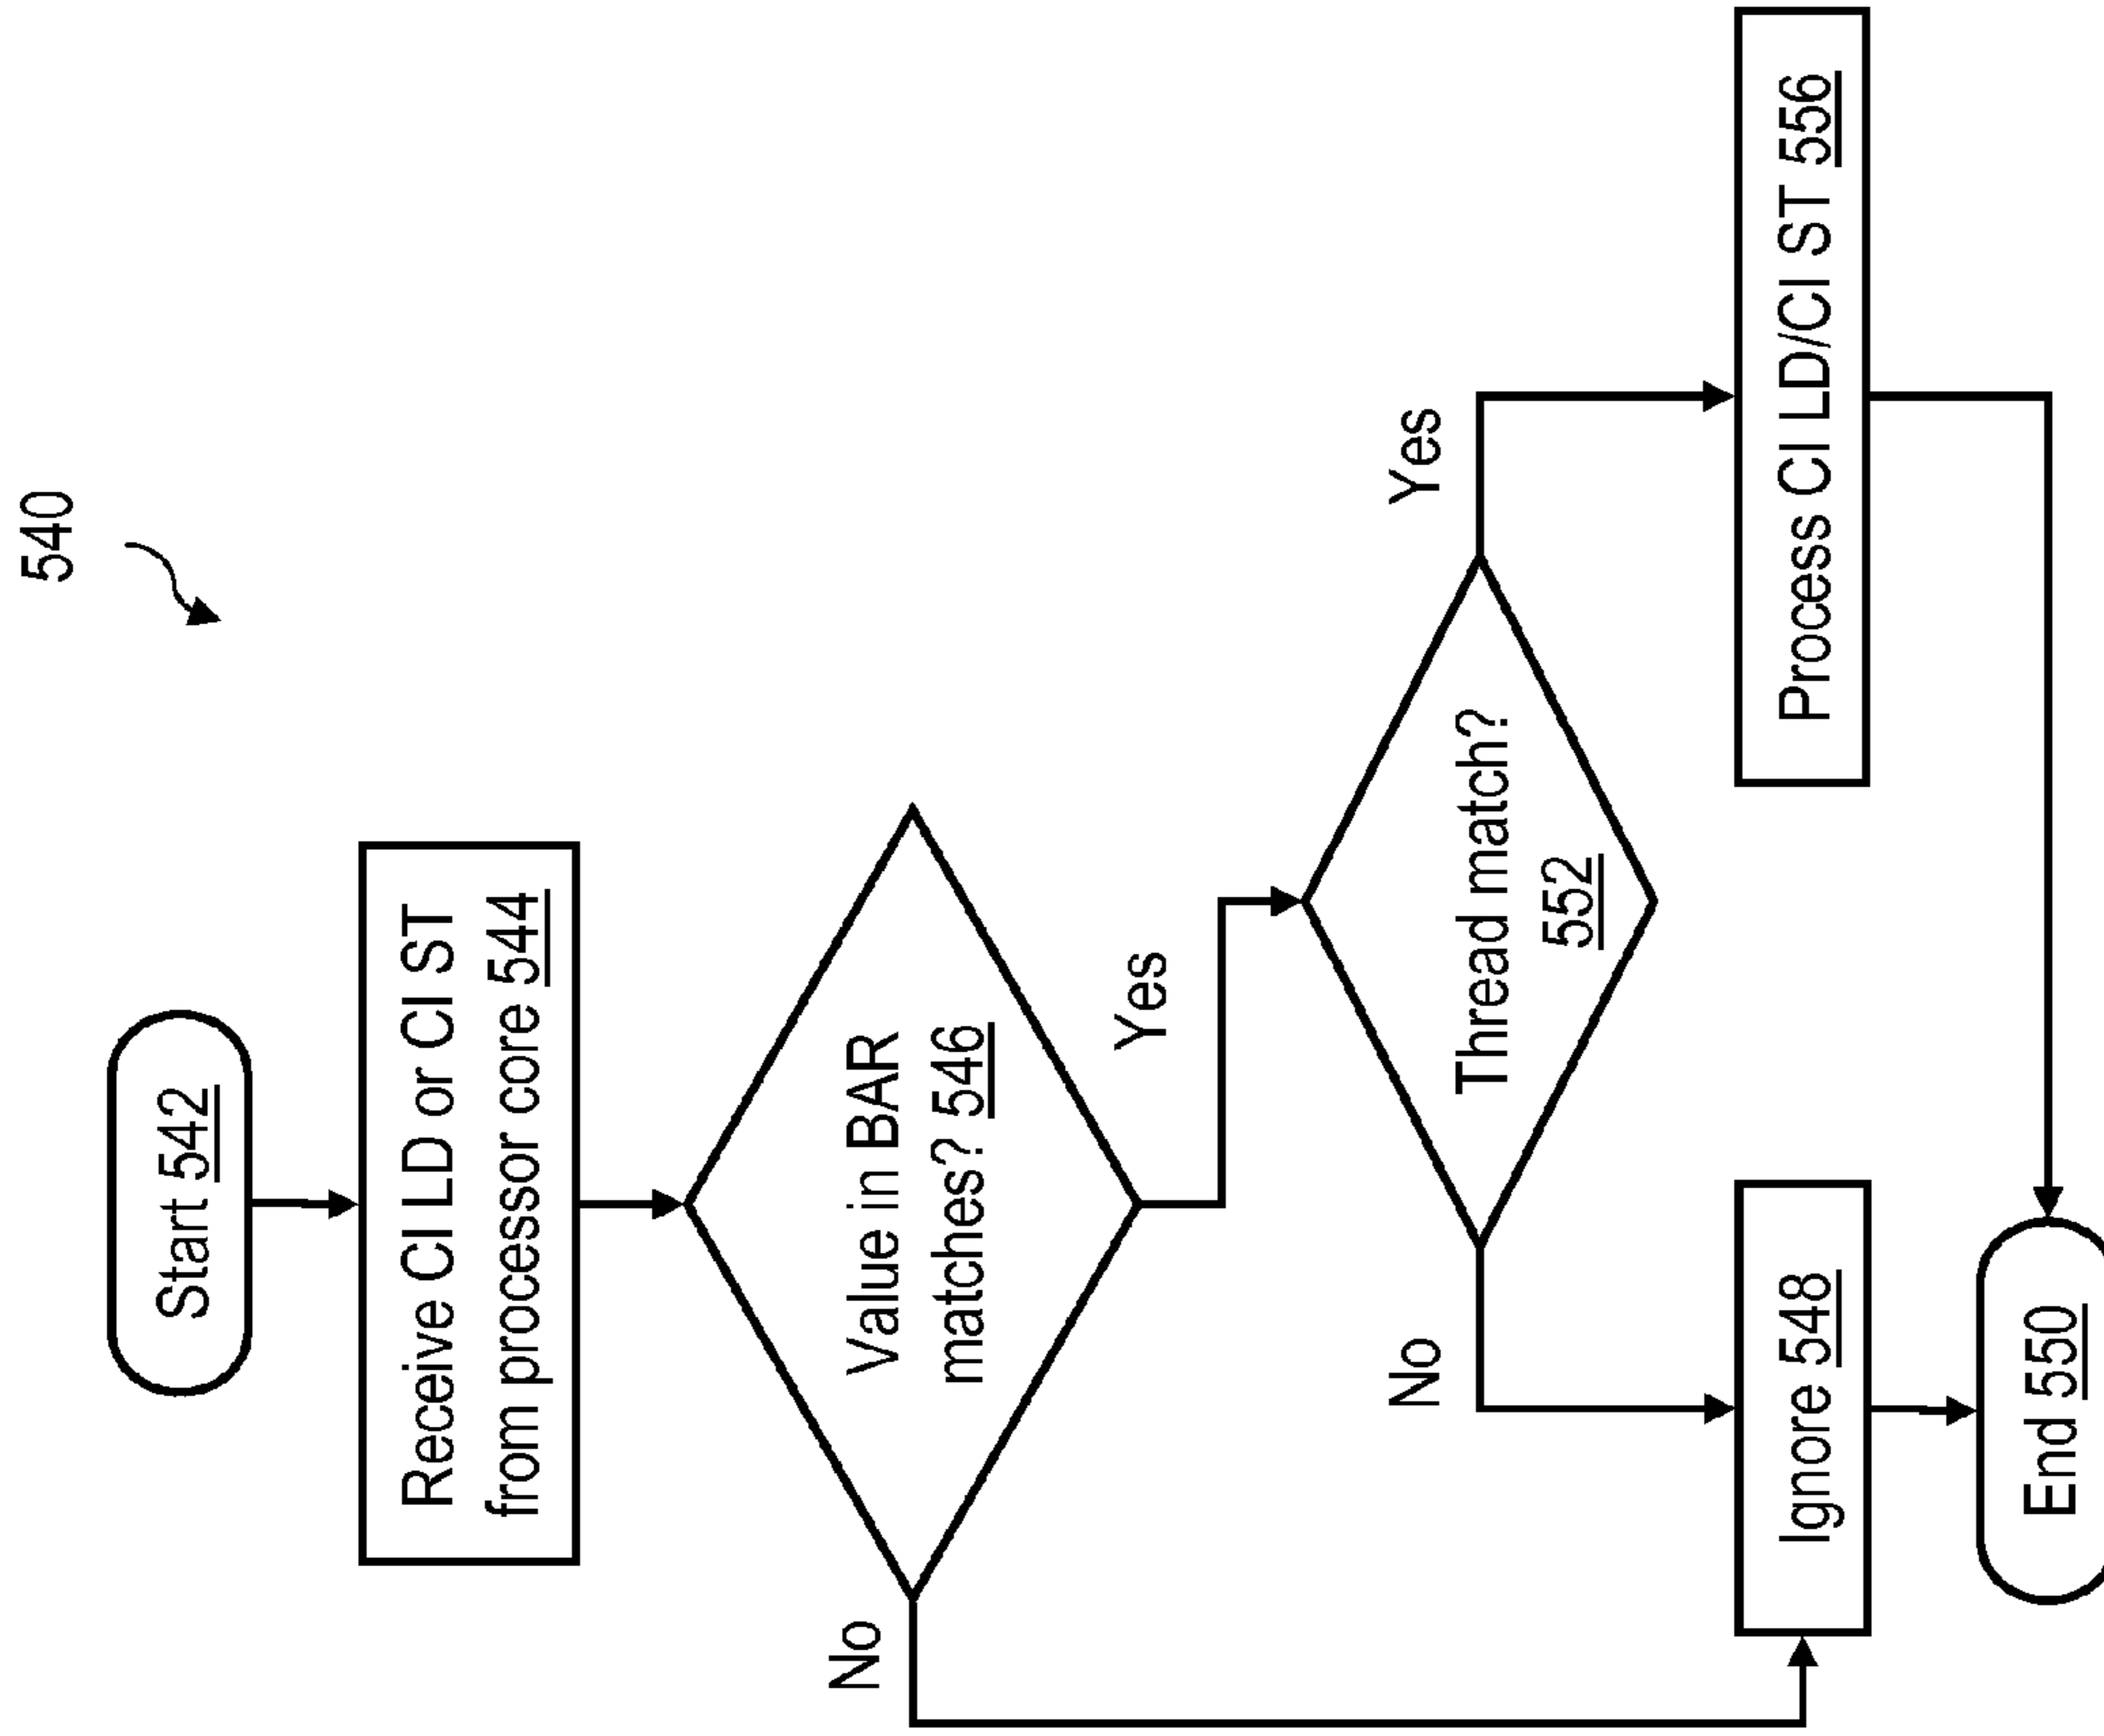 540
Start 542
Receive CI LD or CI ST
from processor core 544
Value in BAR
matches? 546
No
Yes
Thread match?
552
No
Yes
Ignore 548
Process CI LD/CI ST 556
End 550